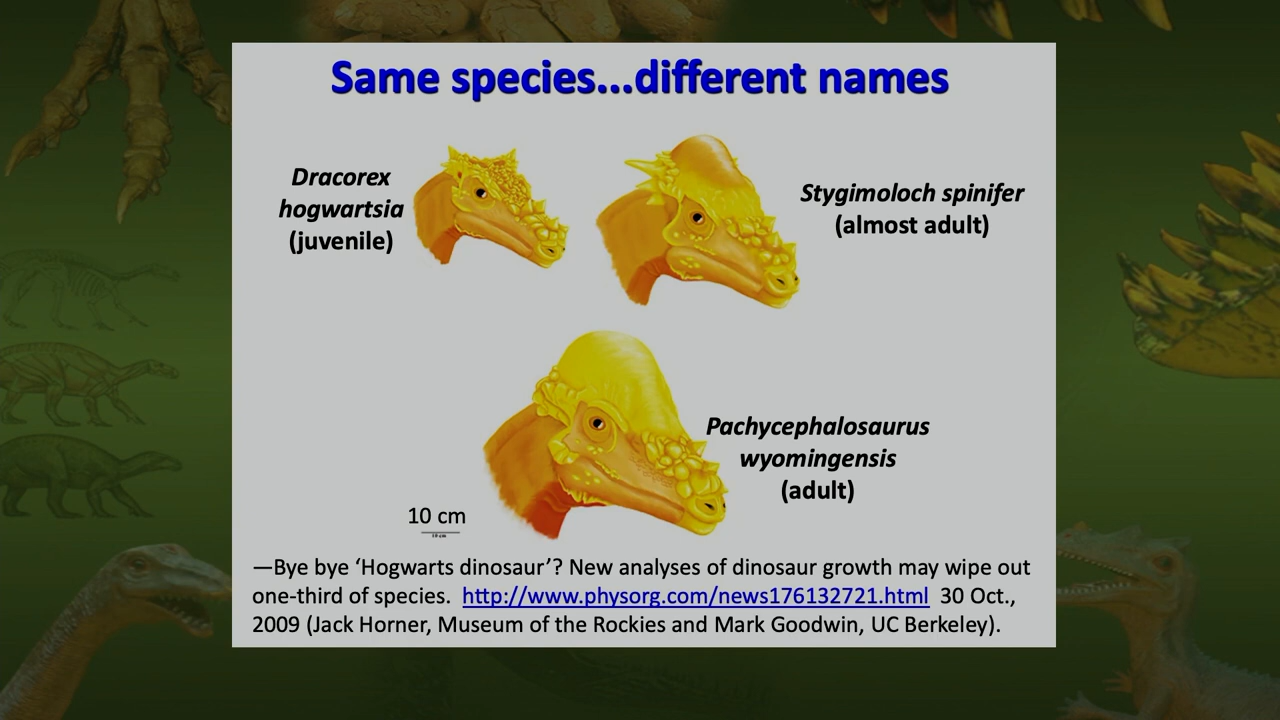 Same species...different names
Dracorex
hogwartsia
(juvenile)
Stygimoloch spinifer
(almost adult)
Pachycephalosaurus
wyomingensis
(adult)
10 cm
10 cm
—Bye bye ‘Hogwarts dinosaur’? New analyses of dinosaur growth may wipe out
one-third of species. http://www.physorg.com/news176132721.html 30 Oct.,
2009 (Jack Horner, Museum of the Rockies and Mark Goodwin, UC Berkeley).